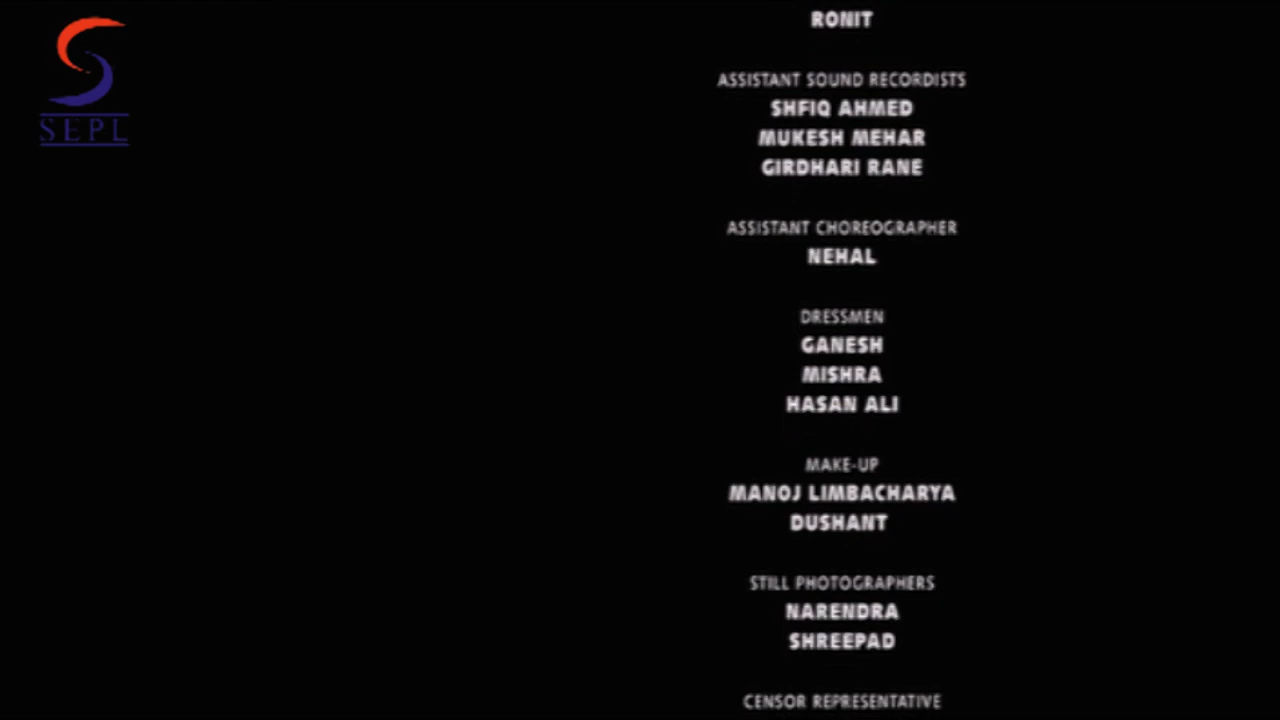 SEPL
RONIT
ASSISTANT SOUND RECORDISTS
SHFIQ AHMED
MUKESH MEHAR
GIRDHARI RANE
ASSISTANT CHOREOGRAPHER
NEHAL
DRESSMEN
GANESH
MISHRA
HASAN ALI
MAKE-UP
MANOJ LIMBACHARYA
DUSHANT
STILL PHOTOGRAPHERS
NARENDRA
SHREEPAD
CENSOR REPRESENTATIVE